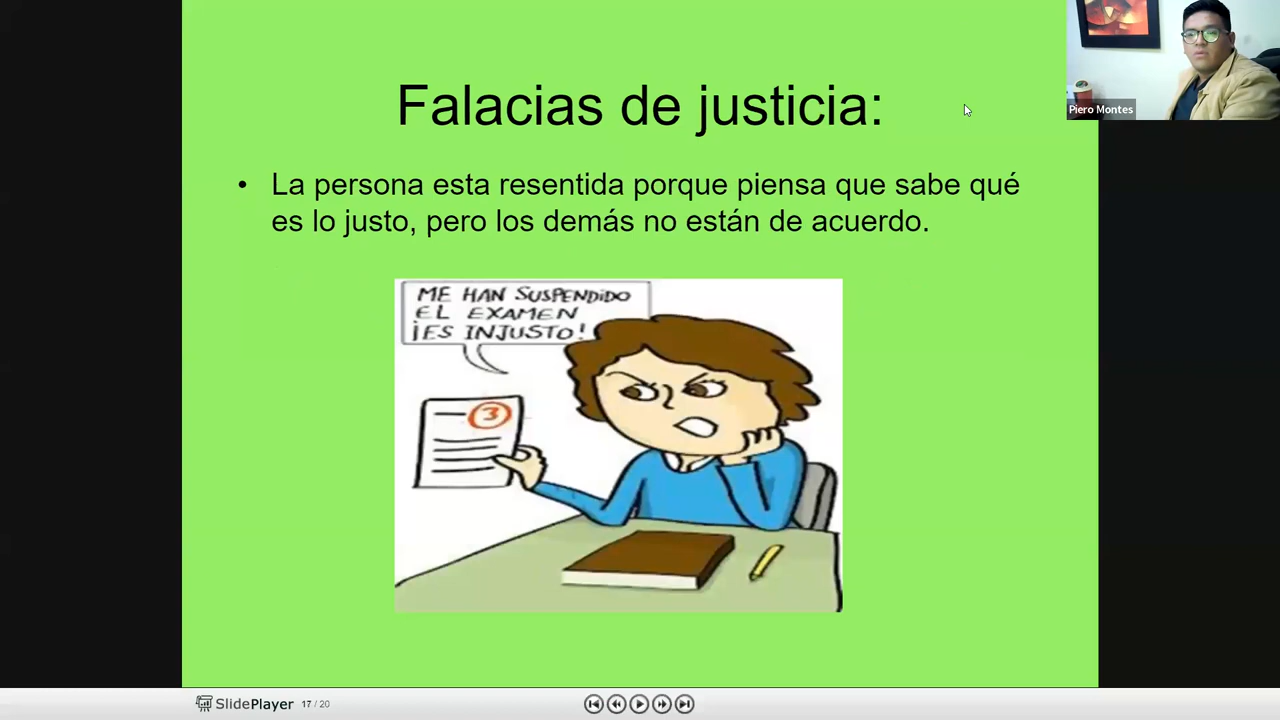 Falacias de justicia:
• La persona esta resentida porque piensa que sabe qué
es lo justo, pero los demás no están de acuerdo.
ME HAN SUSPENDIDO
EL EXAMEN
¡ES INJUSTO!
3
Piero Montes
SlidePlayer 17 / 20